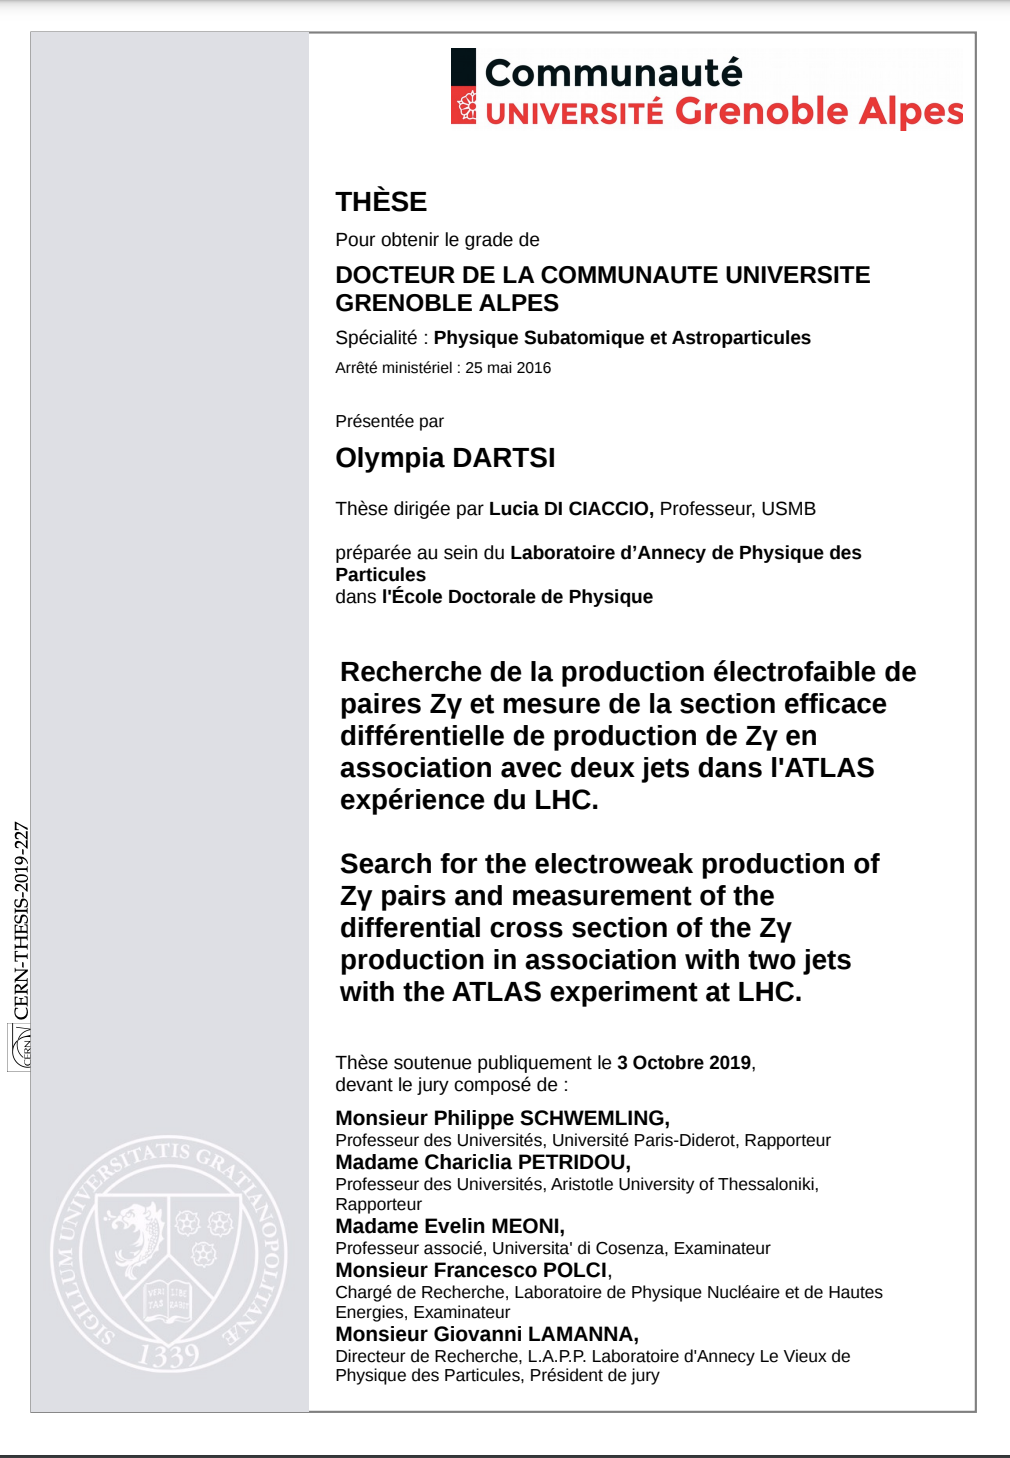 Communauté
UNIVERSITÉ Grenoble Alpes
THÈSE
Pour obtenir le grade de
DOCTEUR DE LA COMMUNAUTE UNIVERSITE
GRENOBLE ALPES
Spécialité : Physique Subatomique et Astroparticules
Arrêté ministériel : 25 mai 2016
Présentée par
Olympia DARTSI
Thèse dirigée par Lucia DI CIACCIO, Professeur, USMB
préparée au sein du Laboratoire d’Annecy de Physique des
Particules
dans l'École Doctorale de Physique
Recherche de la production électrofaible de
paires Zγ et mesure de la section efficace
différentielle de production de Zγ en
association avec deux jets dans l'ATLAS
expérience du LHC.
Search for the electroweak production of
Zγ pairs and measurement of the
differential cross section of the Zγ
production in association with two jets
with the ATLAS experiment at LHC.
CERN-THESIS-2019-227
CERN
Thèse soutenue publiquement le 3 Octobre 2019,
devant le jury composé de :
Monsieur Philippe SCHWEMLING,
Professeur des Universités, Université Paris-Diderot, Rapporteur
Madame Chariclia PETRIDOU,
Professeur des Universités, Aristotle University of Thessaloniki,
Rapporteur
Madame Evelin MEONI,
Professeur associé, Universita' di Cosenza, Examinateur
Monsieur Francesco POLCI,
Chargé de Recherche, Laboratoire de Physique Nucléaire et de Hautes
Energies, Examinateur
Monsieur Giovanni LAMANNA,
Directeur de Recherche, L.A.P.P. Laboratoire d'Annecy Le Vieux de
Physique des Particules, Président de jury
SIGILLUM UNIVERSITATIS GRATIANOPOLITANÆ
1339